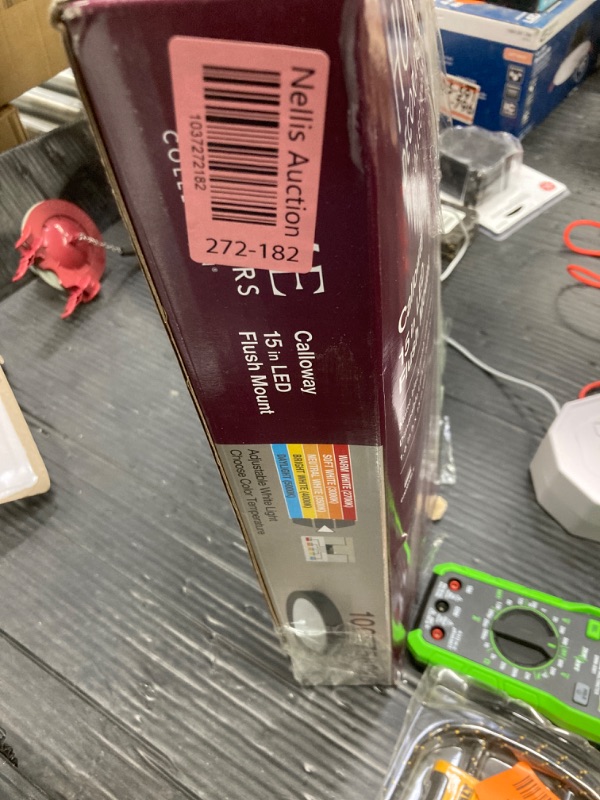 Nellis Auction
1037272182
272-182
RS
Calloway
15 in LED
Flush Mount
WARM WHITE (2700K)
SOFT WHITE (3000K)
NEUTRAL WHITE (3500K)
BRIGHT WHITE (4000K)
DAYLIGHT (5000K)
Adjustable White Light
Choose Color Temperature